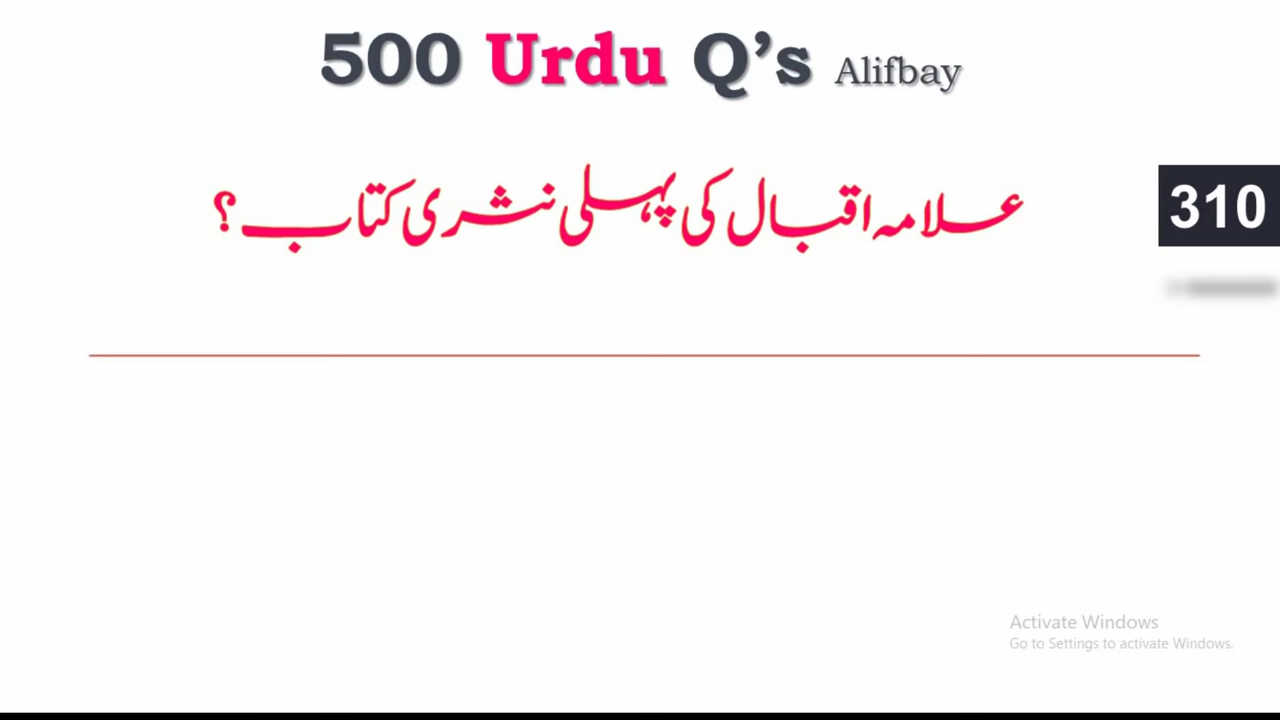 500 Urdu Q's Alifbay
310
علامہ اقبال کی پہلی نثری کتاب؟
Activate Windows
Go to Settings to activate Windows.